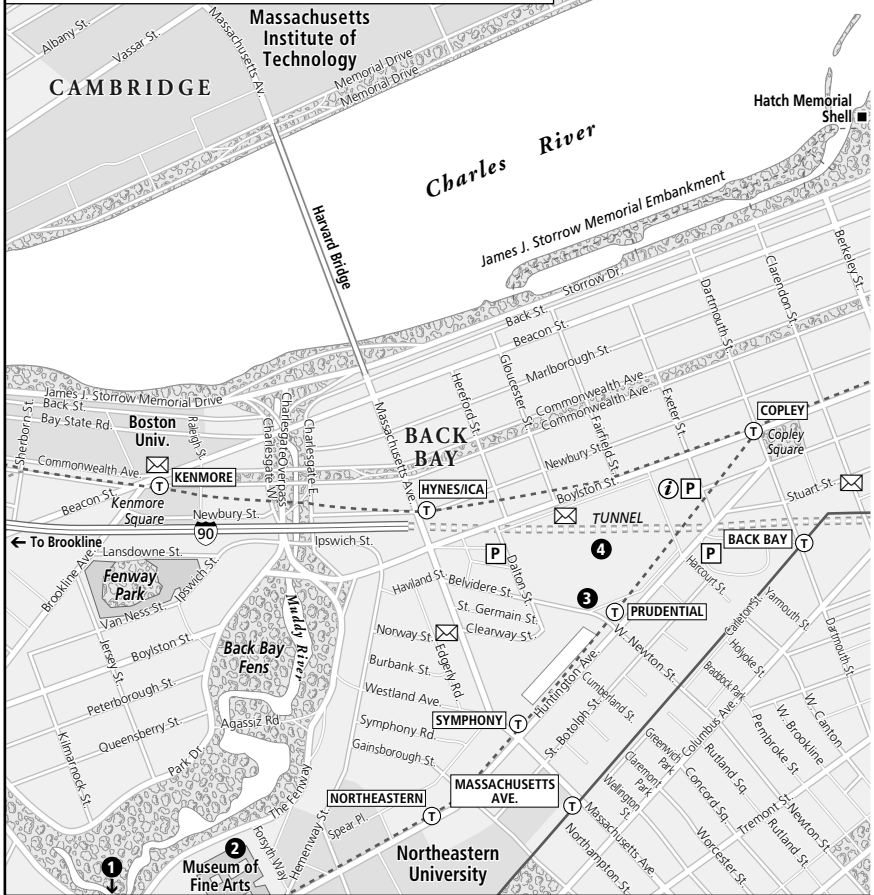 Albany St.
Vassar St.
Massachusetts Av.
Massachusetts
Institute of
Technology
CAMBRIDGE
Memorial Drive
Memorial Drive
Hatch Memorial
Shell
Charles River
James J. Storrow Memorial Embankment
Harvard Bridge
Storrow Dr.
Back St.
Beacon St.
Marlborough St.
Commonwealth Ave.
Commonwealth Ave.
Berkeley St.
Clarendon St.
Dartmouth St.
Exeter St.
Fairfield St.
Gloucester St.
Hereford St.
Massachusetts Ave.
James J. Storrow Memorial Drive
Back St.
Bay State Rd.
Boston
Univ.
Raleigh St.
Sherborn St.
Charlesgate W.
Charlesgate Overpass
Charlesgate E.
BACK
BAY
COPLEY
T
Copley
Square
Newbury St.
Boylston St.
Commonwealth Ave
KENMORE
T
Kenmore
Square
Beacon St.
Newbury St.
90
HYNES/ICA
T
i
P
TUNNEL
Stuart St.
← To Brookline
Lansdowne St.
Ipswich St.
Brookline Ave.
Fenway
Park
Ipswich St.
Van Ness St.
P
4
P
BACK BAY
T
Dalton St.
Harcourt St.
Haviland St.
Belvidere St.
St. Germain St.
Clearway St.
3
T
PRUDENTIAL
Carleton St.
Yarmouth St.
Dartmouth St.
Muddy River
Back Bay
Fens
Norway St.
Edgerly Rd.
W. Newton St.
Holyoke St.
Braddock Park
Jersey St.
Boylston St.
Burbank St.
Huntington Ave.
Cumberland St.
Columbus Ave.
W. Canton
W. Brookline
Pembroke St.
Peterborough St.
Westland Ave.
Queensberry St.
Agassiz Rd
Symphony Rd.
SYMPHONY
T
St. Botolph St.
Greenwich
Park
Claremont
Park
Wellington
St.
Rutland Sq.
Concord Sq.
Kilmarnock St.
Park Dr.
Gainsborough St.
MASSACHUSETTS
AVE.
T
Massachusetts Ave.
Northampton St.
Worcester St.
Tremont St.
W. Newton St.
Rutland St.
NORTHEASTERN
T
The Fenway
Hemenway St.
Spear Pl.
Forsyth Way
1
↓
2
Museum of
Fine Arts
Northeastern
University